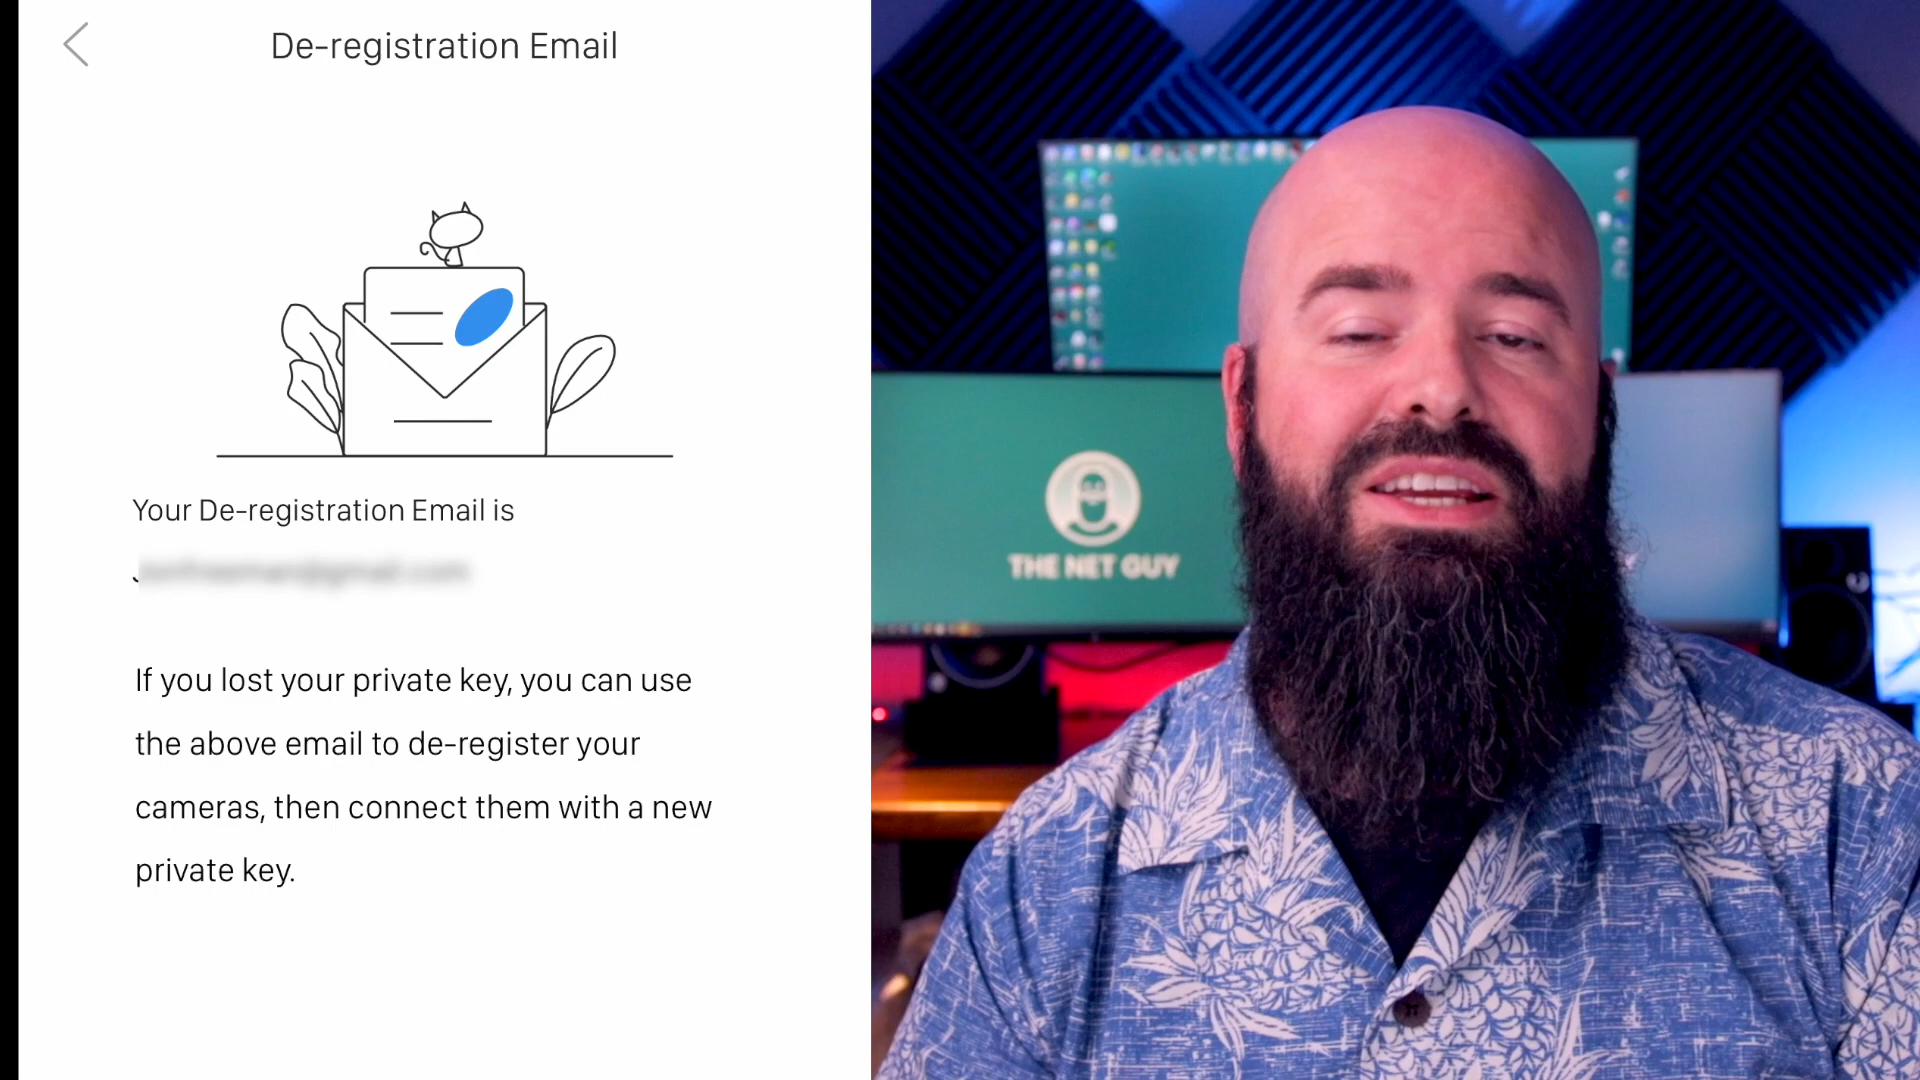 De-registration Email
Your De-registration Email is
If you lost your private key, you can use
the above email to de-register your
cameras, then connect them with a new
private key.
THE NET GUY